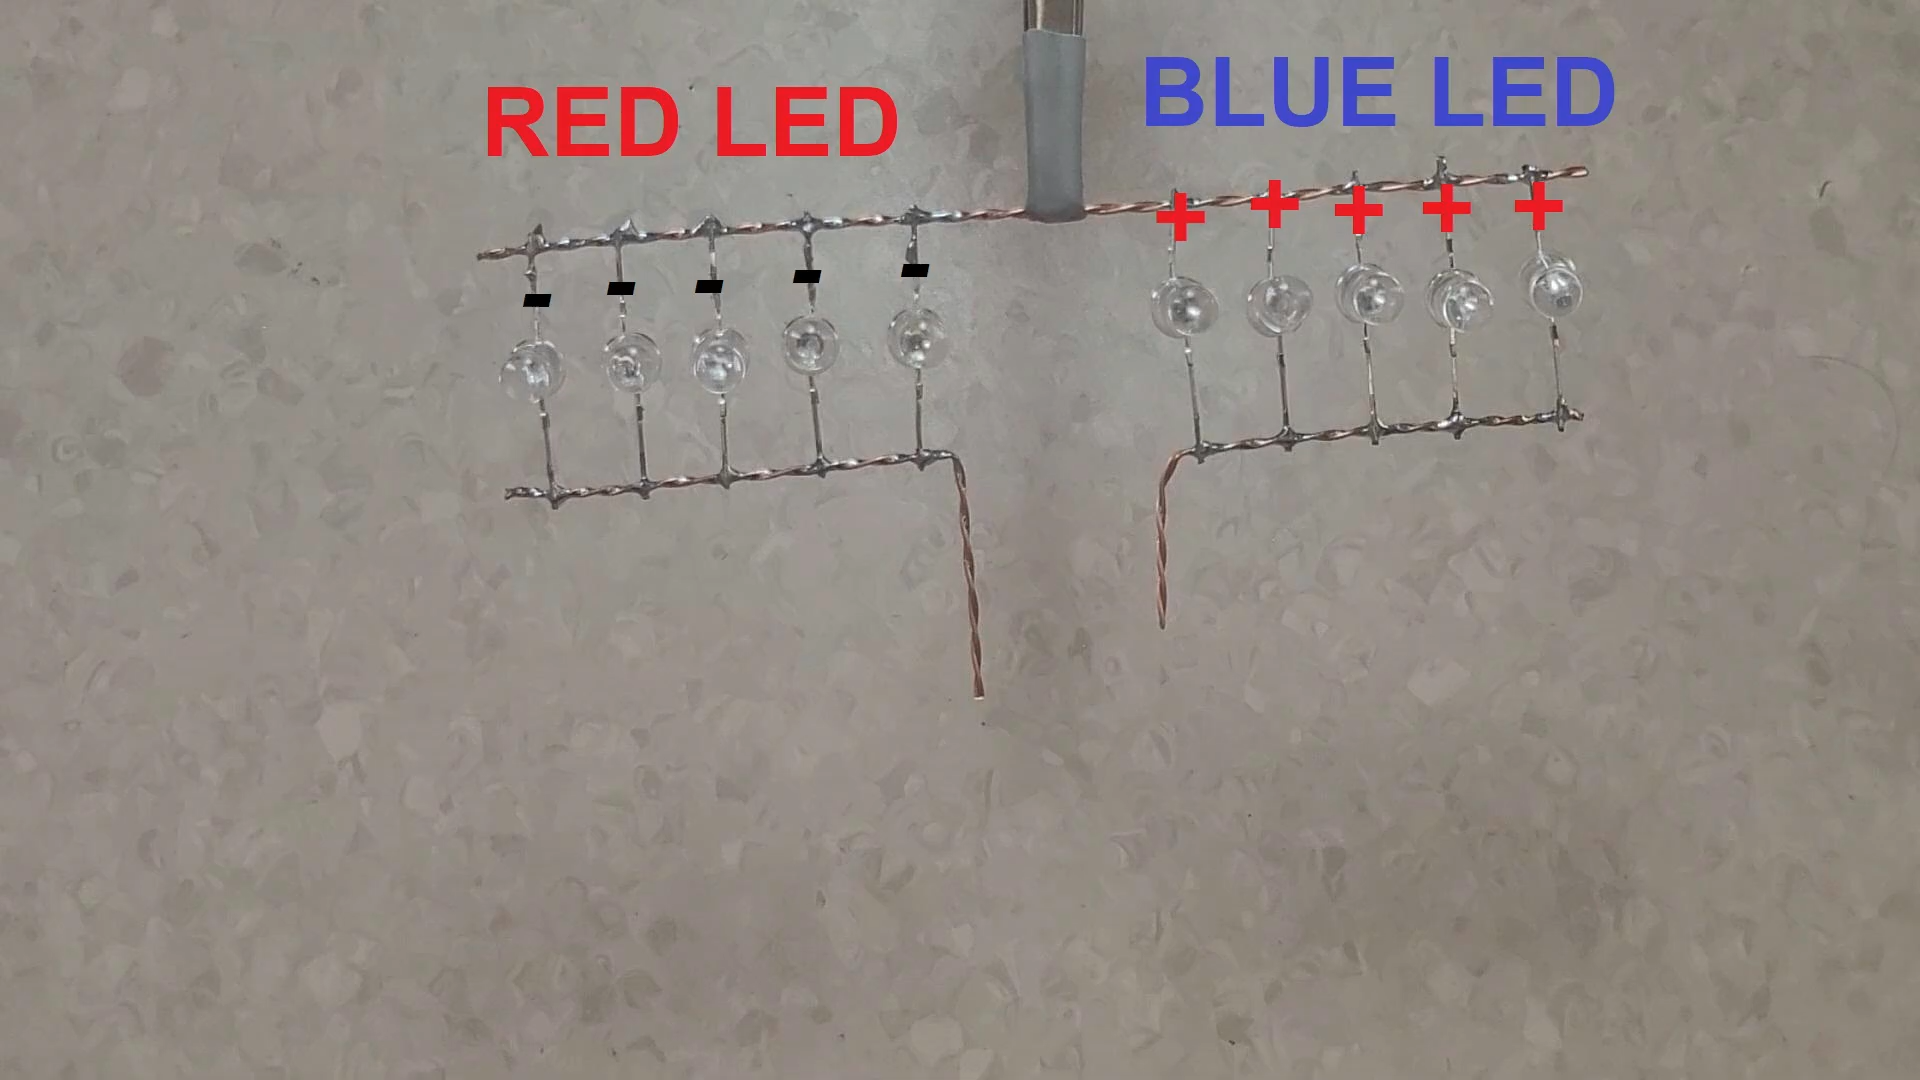 RED LED
BLUE LED
- - - - -
+ + + + +